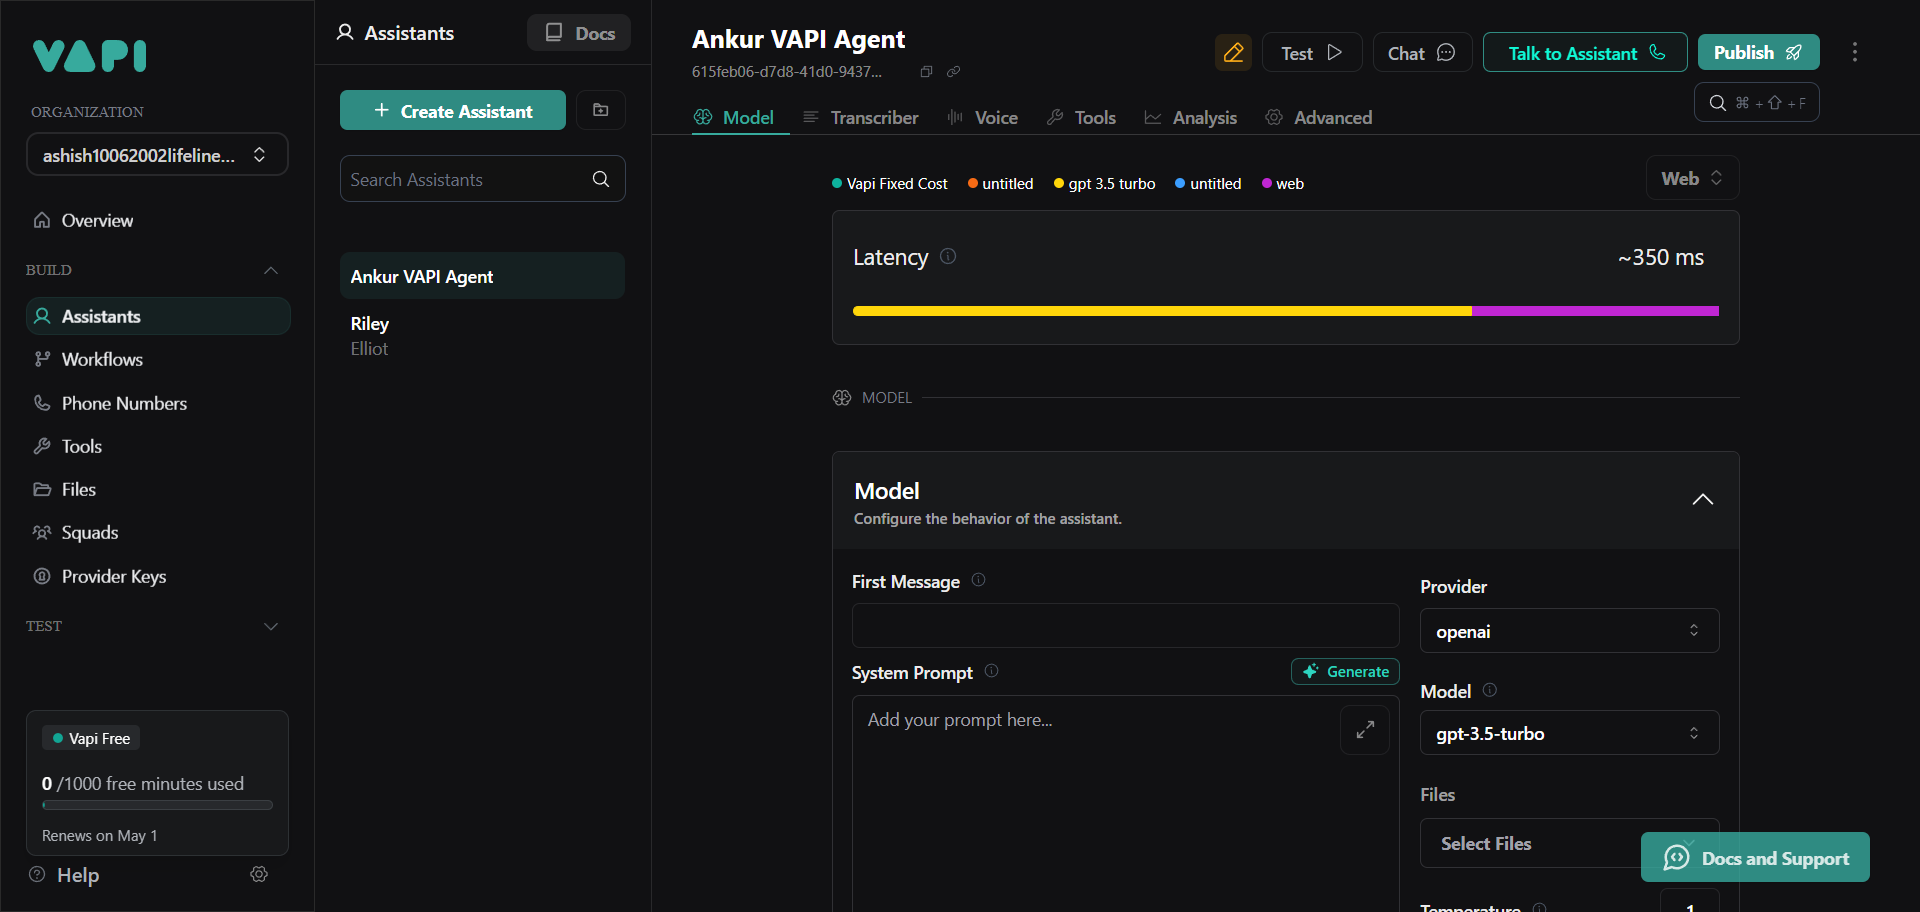 VAPI
ORGANIZATION
ashish10062002lifeline...
Overview
BUILD
Assistants
Workflows
Phone Numbers
Tools
Files
Squads
Provider Keys
TEST
Vapi Free
0 /1000 free minutes used
Renews on May 1
Help
Assistants
Docs
+ Create Assistant
Search Assistants
Ankur VAPI Agent
Riley
Elliot
Ankur VAPI Agent
615feb06-d7d8-41d0-9437...
Test
Chat
Talk to Assistant
Publish
⌘ + ⇧ + F
Model
Transcriber
Voice
Tools
Analysis
Advanced
Vapi Fixed Cost
untitled
gpt 3.5 turbo
untitled
web
Web
Latency
~350 ms
MODEL
Model
Configure the behavior of the assistant.
First Message
System Prompt
Generate
Add your prompt here...
Provider
openai
Model
gpt-3.5-turbo
Files
Select Files
Docs and Support
Temperature
1